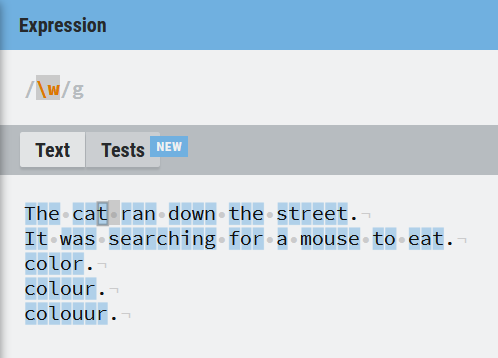 Expression
/\w/g
Text Tests NEW
The cat ran down the street.
It was searching for a mouse to eat.
color.
colour.
colouur.